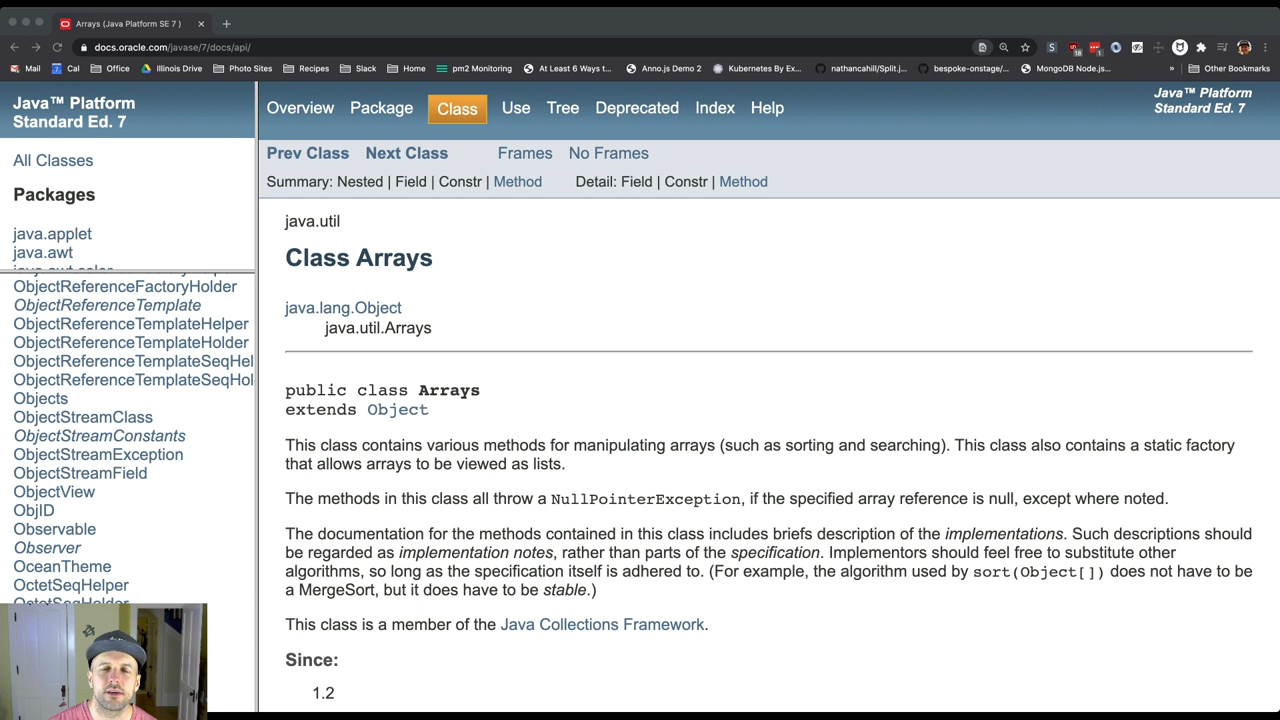 Arrays (Java Platform SE 7 )
docs.oracle.com/javase/7/docs/api/
Mail Cal Office Illinois Drive Photo Sites Recipes Slack Home pm2 Monitoring At Least 6 Ways t... Anno.js Demo 2 Kubernetes By Ex... nathancahill/Split.j... bespoke-onstage/... MongoDB Node.js... » Other Bookmarks
Java™ Platform
Standard Ed. 7
All Classes
Packages
java.applet
java.awt
java.awt.color
ObjectReferenceFactoryHolder
ObjectReferenceTemplate
ObjectReferenceTemplateHelper
ObjectReferenceTemplateHolder
ObjectReferenceTemplateSeqHel
ObjectReferenceTemplateSeqHol
Objects
ObjectStreamClass
ObjectStreamConstants
ObjectStreamException
ObjectStreamField
ObjectView
ObjID
Observable
Observer
OceanTheme
OctetSeqHelper
OctetSeqHolder
Overview Package Class Use Tree Deprecated Index Help
Java™ Platform
Standard Ed. 7
Prev Class Next Class Frames No Frames
Summary: Nested | Field | Constr | Method Detail: Field | Constr | Method
java.util
Class Arrays
java.lang.Object
java.util.Arrays
public class Arrays
extends Object
This class contains various methods for manipulating arrays (such as sorting and searching). This class also contains a static factory
that allows arrays to be viewed as lists.
The methods in this class all throw a NullPointerException, if the specified array reference is null, except where noted.
The documentation for the methods contained in this class includes briefs description of the implementations. Such descriptions should
be regarded as implementation notes, rather than parts of the specification. Implementors should feel free to substitute other
algorithms, so long as the specification itself is adhered to. (For example, the algorithm used by sort(Object[]) does not have to be
a MergeSort, but it does have to be stable.)
This class is a member of the Java Collections Framework.
Since:
1.2